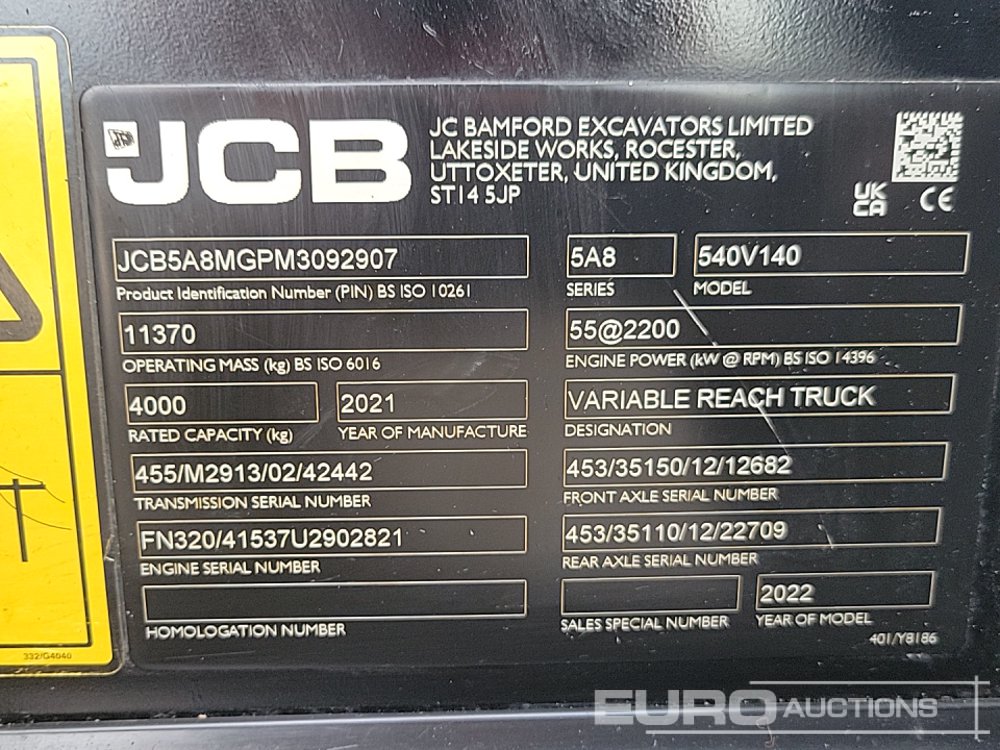 JCB
JC BAMFORD EXCAVATORS LIMITED
LAKESIDE WORKS, ROCESTER,
UTTOXETER, UNITED KINGDOM,
ST14 5JP
UK
CA
CE
JCB5A8MGPM3092907
Product Identification Number (PIN) BS ISO 10261
5A8
SERIES
540V140
MODEL
11370
OPERATING MASS (kg) BS ISO 6016
55@2200
ENGINE POWER (kW @ RPM) BS ISO 14396
4000
RATED CAPACITY (kg)
2021
YEAR OF MANUFACTURE
VARIABLE REACH TRUCK
DESIGNATION
455/M2913/02/42442
TRANSMISSION SERIAL NUMBER
453/35150/12/12682
FRONT AXLE SERIAL NUMBER
FN320/41537U2902821
ENGINE SERIAL NUMBER
453/35110/12/22709
REAR AXLE SERIAL NUMBER
HOMOLOGATION NUMBER
SALES SPECIAL NUMBER
2022
YEAR OF MODEL
401/Y8186
332/G4040
EURO AUCTIONS